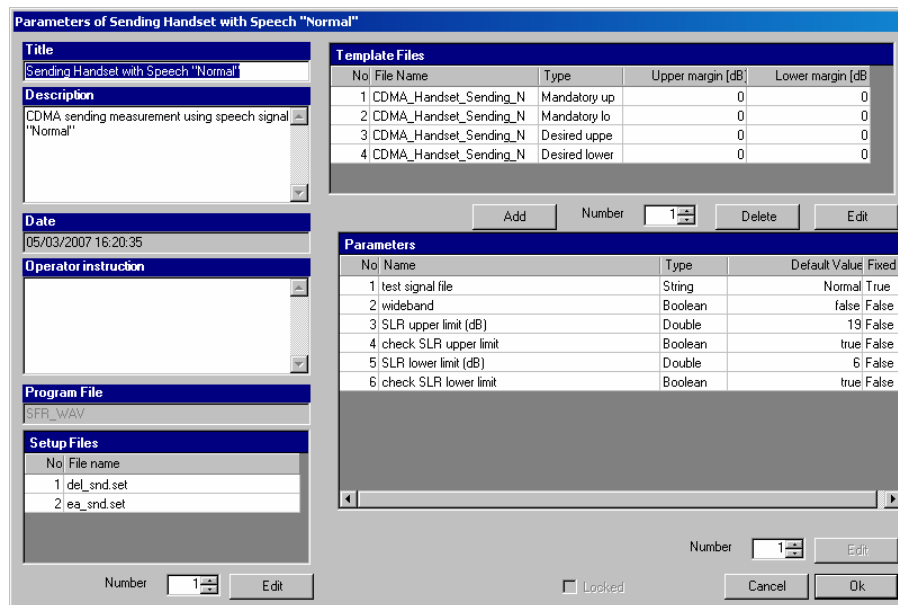 Parameters of Sending Handset with Speech "Normal"
Title
Sending Handset with Speech "Normal"
Description
CDMA sending measurement using speech signal
"Normal"
Date
05/03/2007 16:20:35
Operator instruction
Program File
SFR_WAV
Setup Files
No File name
1 del_snd.set
2 ea_snd.set
Number 1 Edit
Template Files
No File Name Type Upper margin [dB] Lower margin [dB
1 CDMA_Handset_Sending_N Mandatory up 0 0
2 CDMA_Handset_Sending_N Mandatory lo 0 0
3 CDMA_Handset_Sending_N Desired uppe 0 0
4 CDMA_Handset_Sending_N Desired lower 0 0
Add Number 1 Delete Edit
Parameters
No Name Type Default Value Fixed
1 test signal file String Normal True
2 wideband Boolean false False
3 SLR upper limit (dB) Double 19 False
4 check SLR upper limit Boolean true False
5 SLR lower limit (dB) Double 6 False
6 check SLR lower limit Boolean true False
Number 1 Edit
Locked Cancel Ok